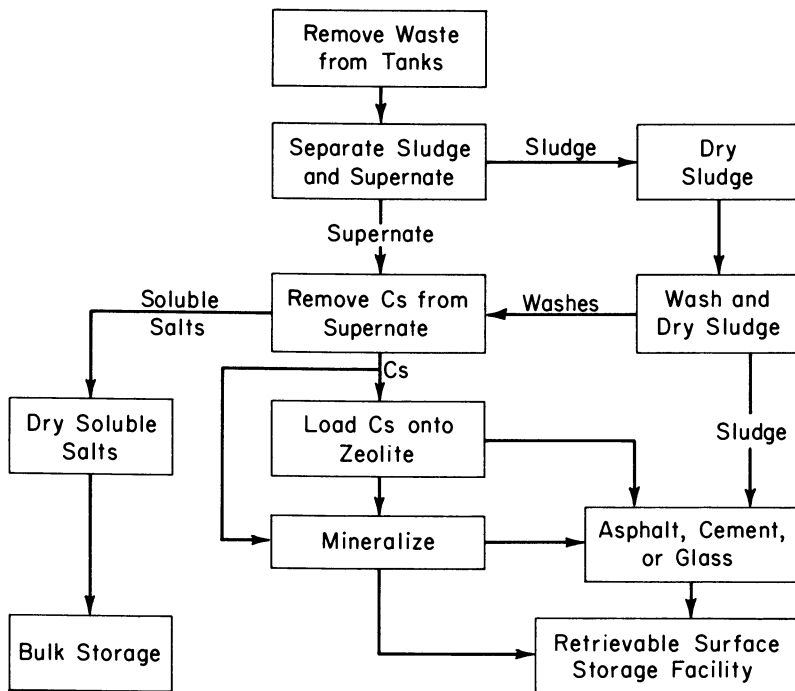 Remove Waste
from Tanks
Separate Sludge
and Supernate
Sludge
Dry
Sludge
Supernate
Soluble
Salts
Remove Cs from
Supernate
Washes
Wash and
Dry Sludge
Cs
Dry Soluble
Salts
Load Cs onto
Zeolite
Sludge
Mineralize
Asphalt, Cement,
or Glass
Bulk Storage
Retrievable Surface
Storage Facility